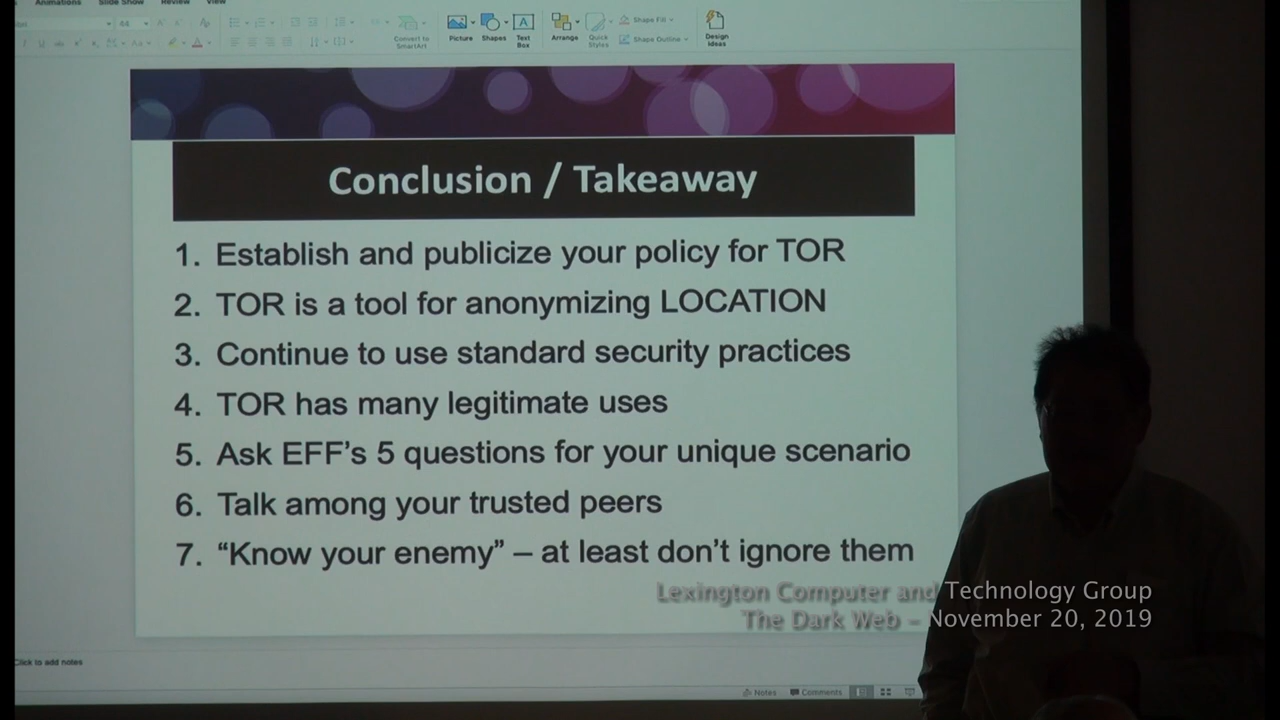 Animations Slide Show Review View
44
Convert to
SmartArt
Picture Shapes Text
Box
Arrange Quick
Styles
Shape Fill
Shape Outline
Design
Ideas
Conclusion / Takeaway
1. Establish and publicize your policy for TOR
2. TOR is a tool for anonymizing LOCATION
3. Continue to use standard security practices
4. TOR has many legitimate uses
5. Ask EFF’s 5 questions for your unique scenario
6. Talk among your trusted peers
7. “Know your enemy” – at least don’t ignore them
Lexington Computer and Technology Group
The Dark Web – November 20, 2019
Click to add notes
Notes Comments